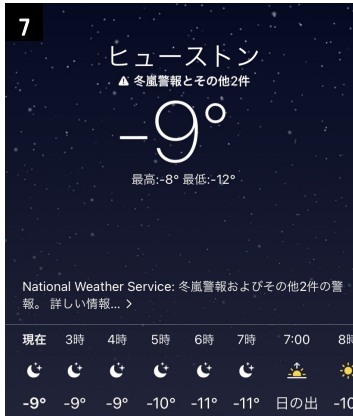 7
ヒューストン
冬嵐警報とその他2件
-9°
最高:-8° 最低:-12°
National Weather Service: 冬嵐警報およびその他2件の警
報。 詳しい情報... >
現在 3時 4時 5時 6時 7時 7:00 8時
-9° -9° -9° -10° -11° -11° 日の出 -10